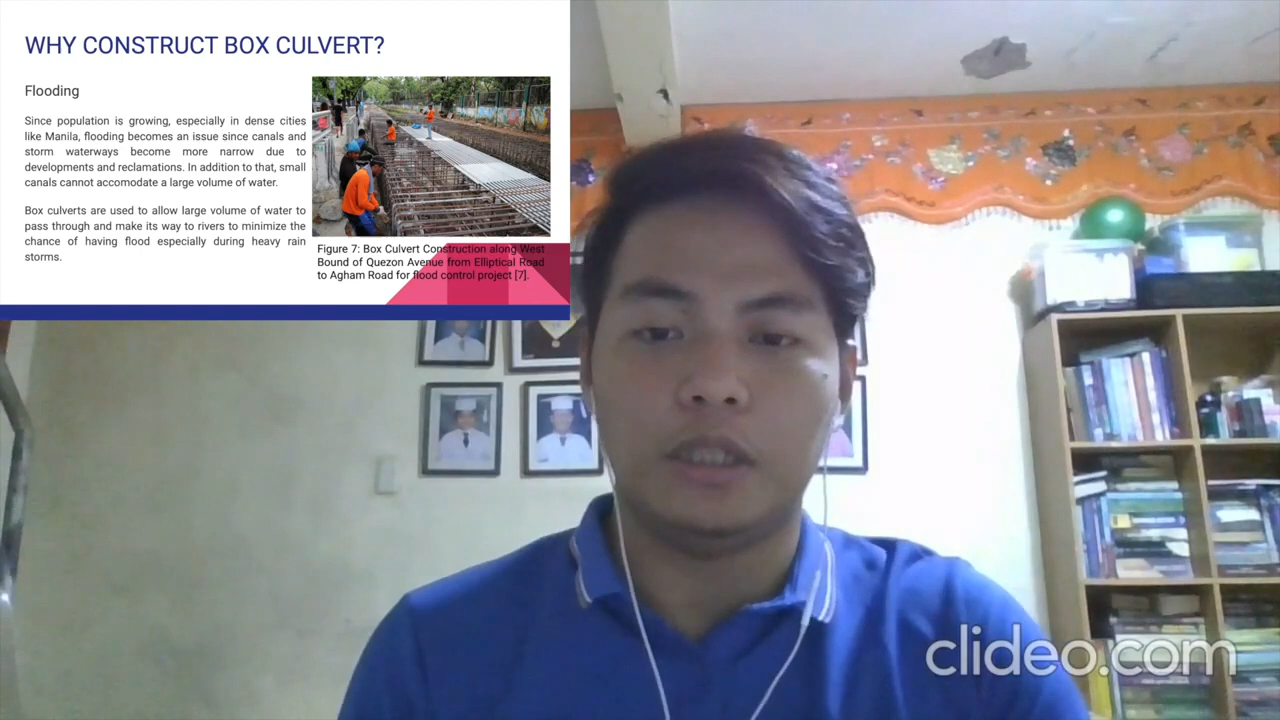 WHY CONSTRUCT BOX CULVERT?
Flooding
Since population is growing, especially in dense cities
like Manila, flooding becomes an issue since canals and
storm waterways become more narrow due to
developments and reclamations. In addition to that, small
canals cannot accomodate a large volume of water.
Box culverts are used to allow large volume of water to
pass through and make its way to rivers to minimize the
chance of having flood especially during heavy rain
storms.
Figure 7: Box Culvert Construction along West
Bound of Quezon Avenue from Elliptical Road
to Agham Road for flood control project [7].
clideo.com